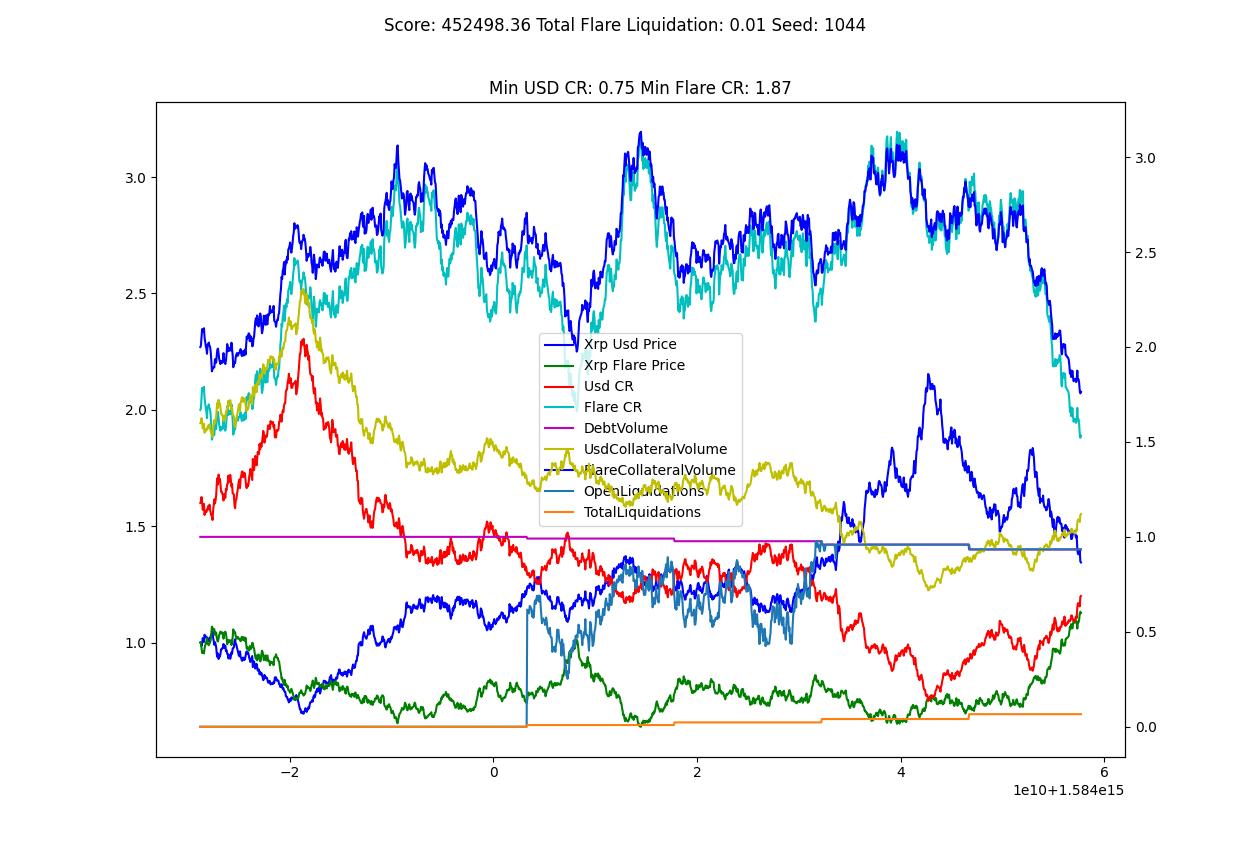 Score: 452498.36 Total Flare Liquidation: 0.01 Seed: 1044
Min USD CR: 0.75 Min Flare CR: 1.87
3.0
2.5
2.0
1.5
1.0
3.0
2.5
2.0
1.5
1.0
0.5
0.0
Xrp Usd Price
Xrp Flare Price
Usd CR
Flare CR
DebtVolume
UsdCollateralVolume
FlareCollateralVolume
OpenLiquidations
TotalLiquidations
−2 0 2 4 6
1e10+1.584e15